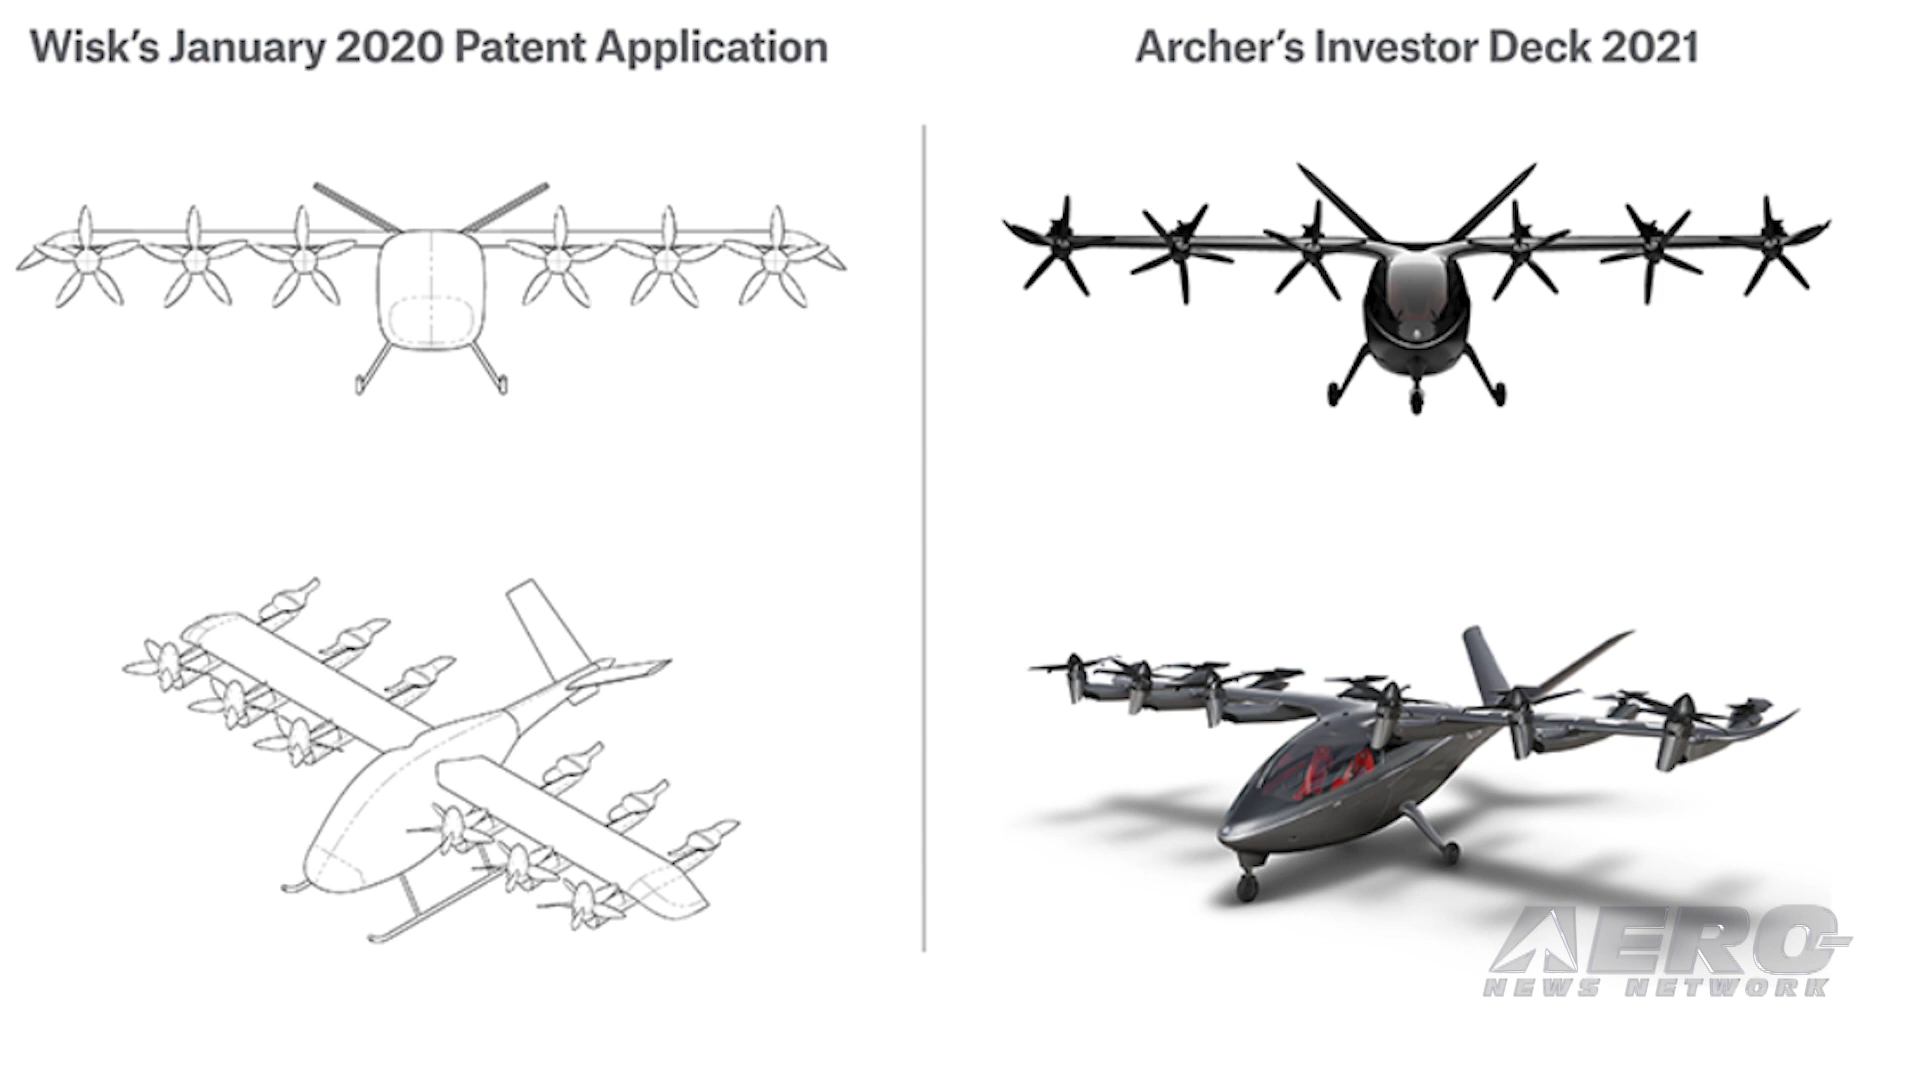 Wisk’s January 2020 Patent Application
Archer’s Investor Deck 2021
AERO-
NEWS NETWORK